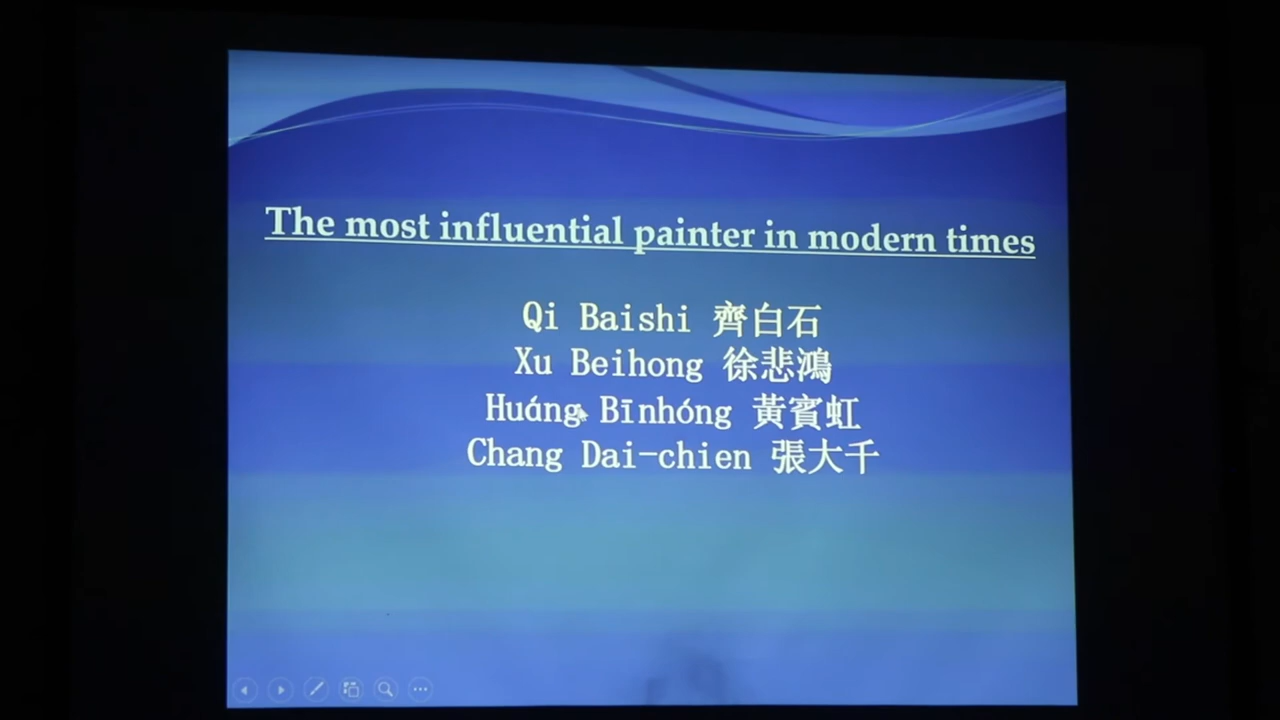 The most influential painter in modern times
Qi Baishi 齊白石
Xu Beihong 徐悲鴻
Huáng Bīnhóng 黃賓虹
Chang Dai-chien 張大千